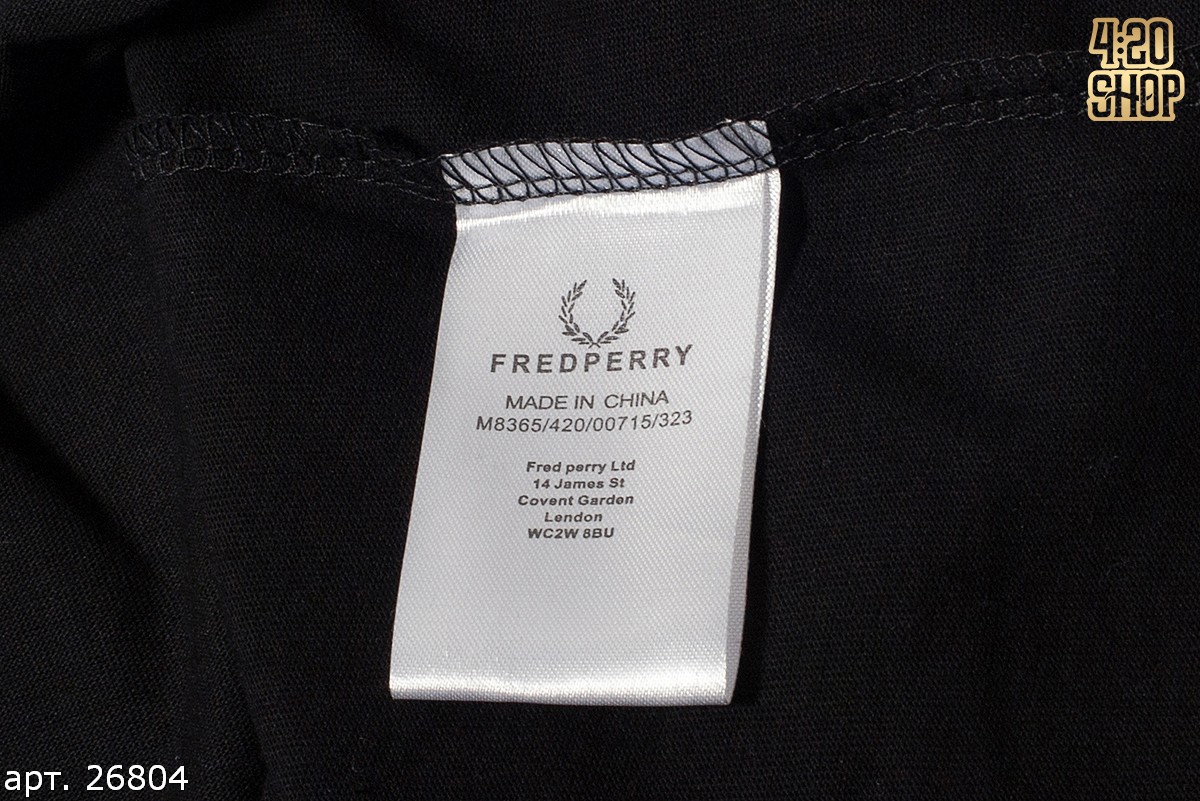 4:20
SHOP
FREDPERRY
MADE IN CHINA
M8365/420/00715/323
Fred perry Ltd
14 James St
Covent Garden
London
WC2W 8BU
арт. 26804